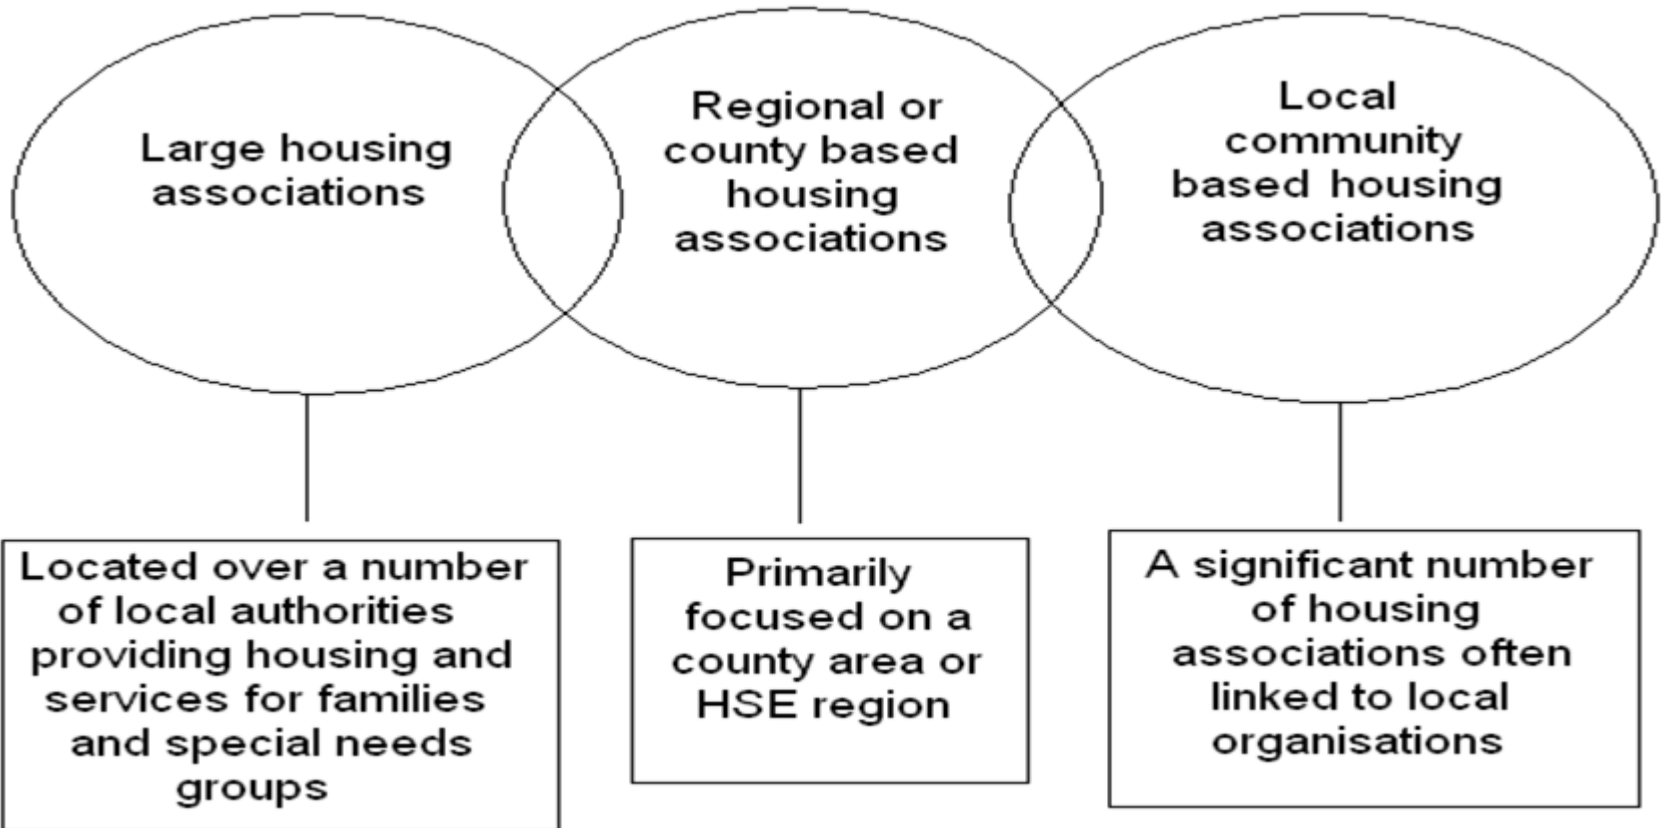 Large housing
associations
Regional or
county based
housing
associations
Local
community
based housing
associations
Located over a number
of local authorities
providing housing and
services for families
and special needs
groups
Primarily
focused on a
county area or
HSE region
A significant number
of housing
associations often
linked to local
organisations